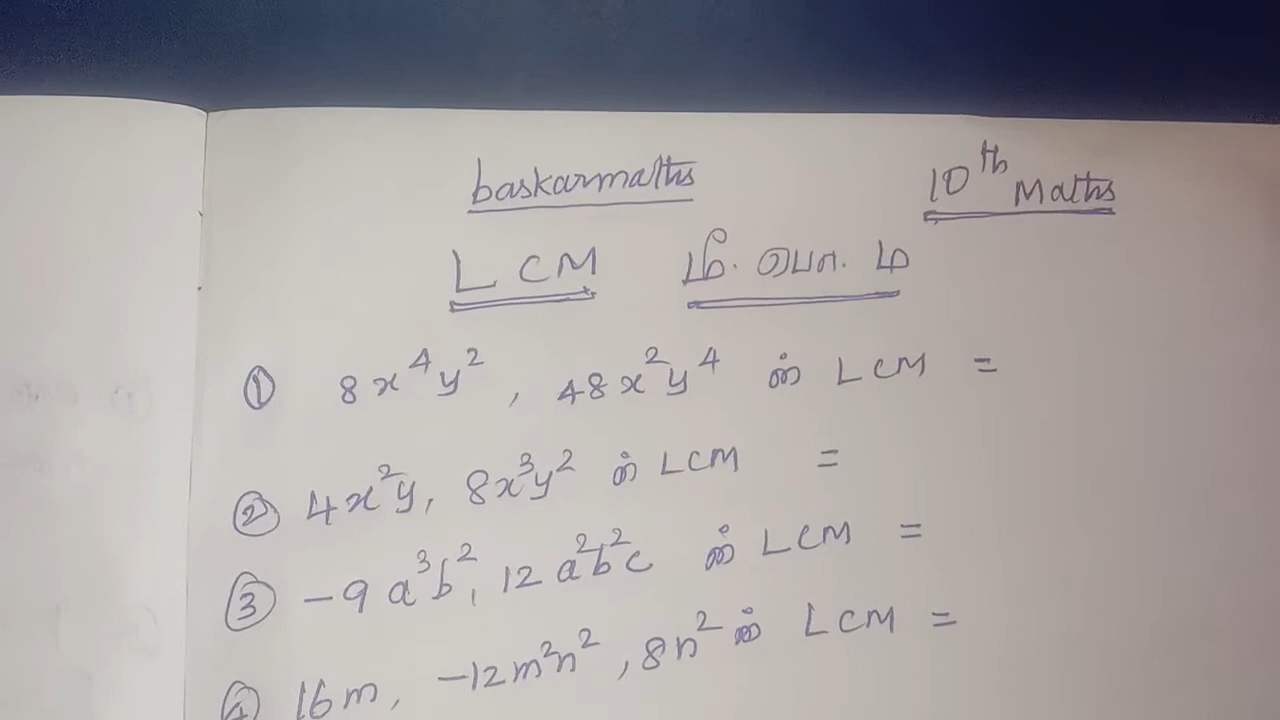 baskarmaths
10th Maths
LCM மீ. பொ. ம
① 8x⁴y², 48x²y⁴ ன் LCM =
② 4x²y, 8x³y² ன் LCM =
③ -9a³b², 12a²b²c ன் LCM =
④ 16m, -12m²n², 8n² ன் LCM =